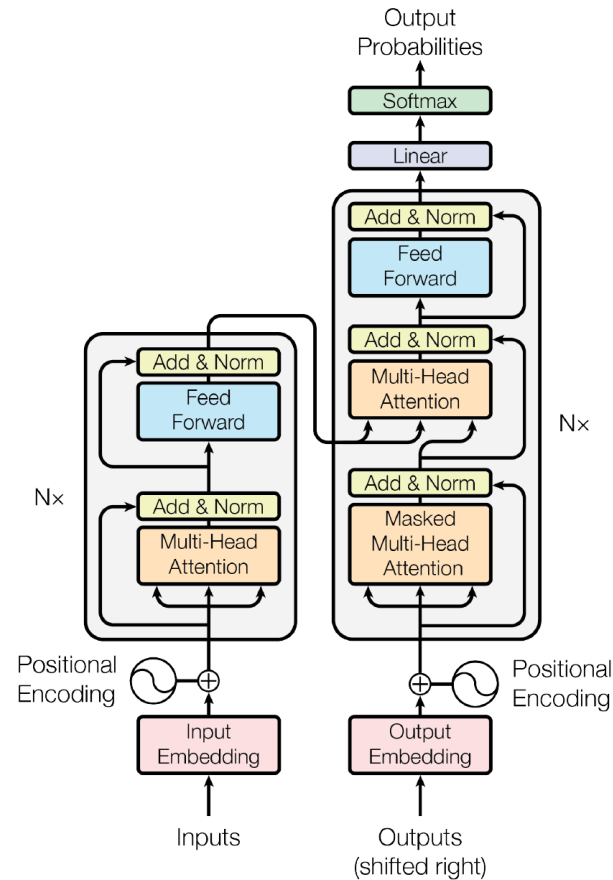 Output
Probabilities
Softmax
Linear
Add & Norm
Feed
Forward
Add & Norm
Multi-Head
Attention
Add & Norm
Masked
Multi-Head
Attention
N×
Positional
Encoding
Output
Embedding
Outputs
(shifted right)
Add & Norm
Feed
Forward
Add & Norm
Multi-Head
Attention
N×
Positional
Encoding
Input
Embedding
Inputs